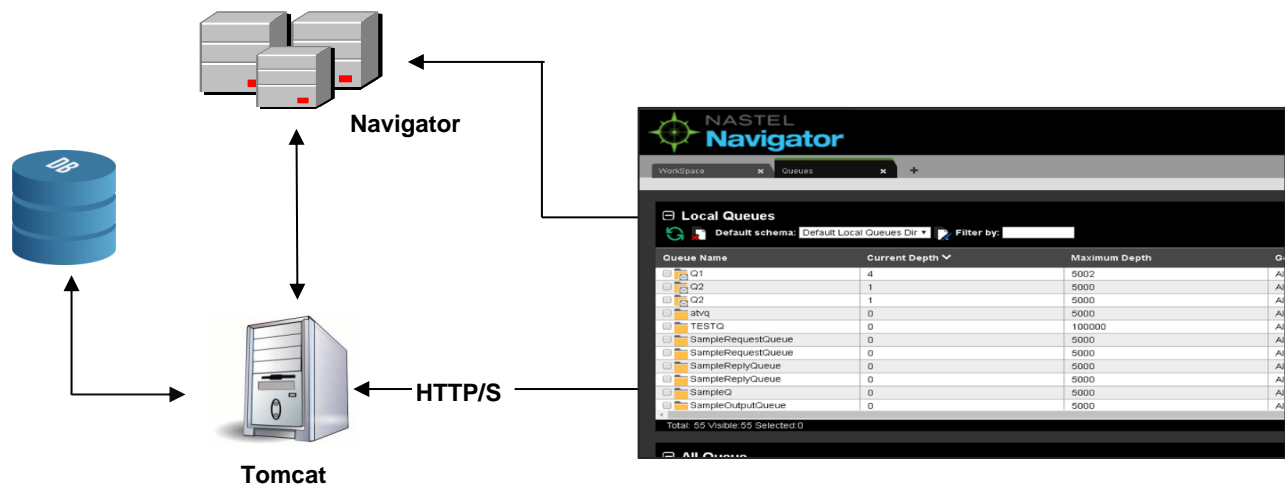 Navigator
DB
HTTP/S
Tomcat
NASTEL
Navigator
WorkSpace × Queues × +
Local Queues
Default schema: Default Local Queues Dir Filter by:
Queue Name Current Depth Maximum Depth
Q1 4 5002
Q2 1 5000
Q2 1 5000
atvq 0 5000
TESTQ 0 100000
SampleRequestQueue 0 5000
SampleRequestQueue 0 5000
SampleReplyQueue 0 5000
SampleReplyQueue 0 5000
SampleQ 0 5000
SampleOutputQueue 0 5000
Total: 55 Visible:55 Selected:0
All Queue